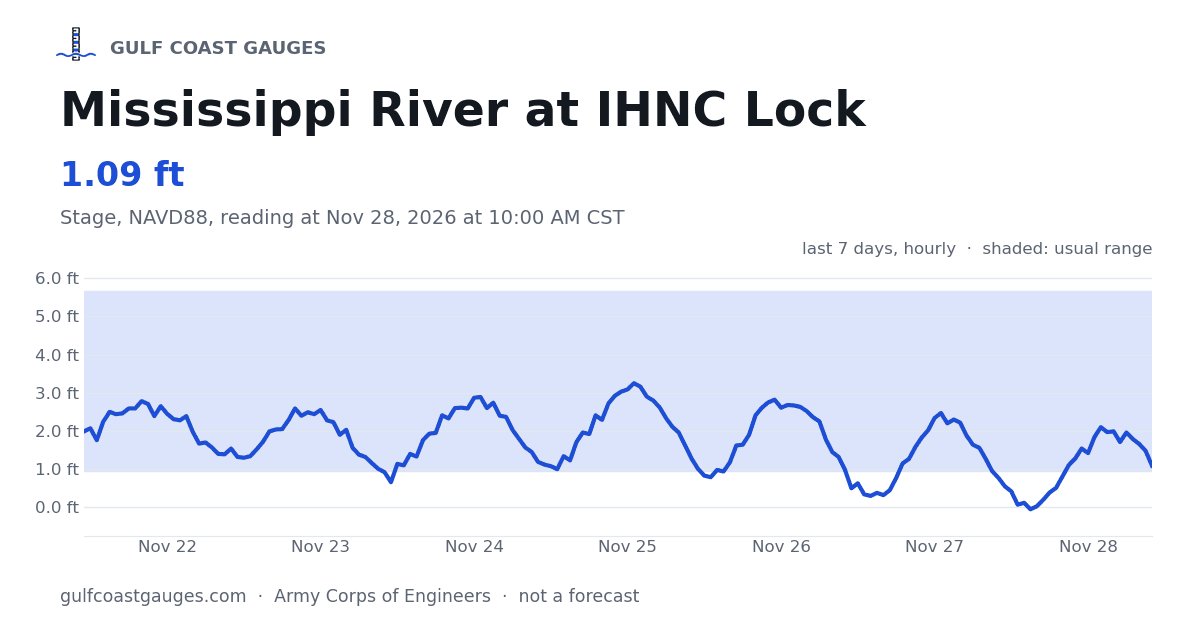 GULF COAST GAUGES
Mississippi River at IHNC Lock
1.09 ft
Stage, NAVD88, reading at Nov 28, 2026 at 10:00 AM CST
last 7 days, hourly · shaded: usual range
6.0 ft
5.0 ft
4.0 ft
3.0 ft
2.0 ft
1.0 ft
0.0 ft
Nov 22 Nov 23 Nov 24 Nov 25 Nov 26 Nov 27 Nov 28
gulfcoastgauges.com · Army Corps of Engineers · not a forecast